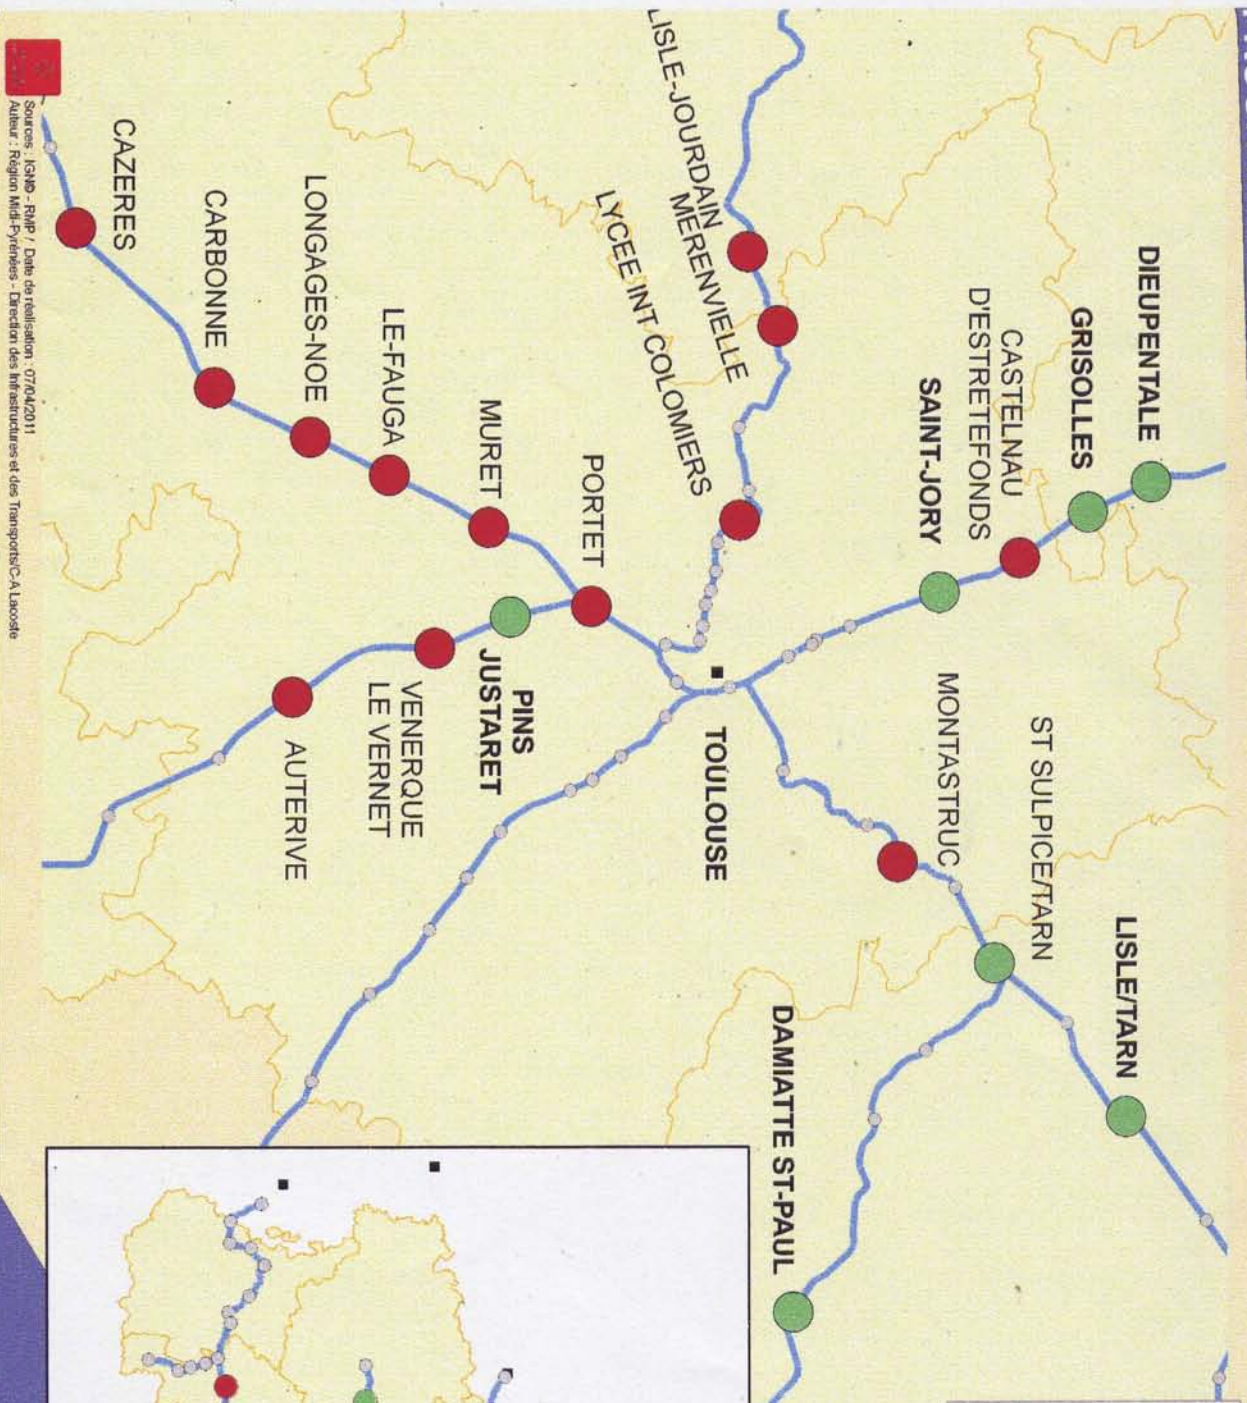 DIEUPENTALE
GRISOLLES
CASTELNAU
D'ESTRETEFONDS
SAINT-JORY
LISLE/TARN
ST SULPICE/TARN
MONTASTRUC
DAMIATTE ST-PAUL
LISLE-JOURDAIN
MERENVIELLE
LYCEE INT COLOMIERS
TOULOUSE
PORTET
PINS
JUSTARET
MURET
VENERQUE
LE VERNET
LE-FAUGA
LONGAGES-NOE
AUTERIVE
CARBONNE
CAZERES
Sources : IGN© - RMP / Date de réalisation : 07/04/2011
Auteur : Région Midi-Pyrénées - Direction des Infrastructures et des Transports/C-A Lacoste